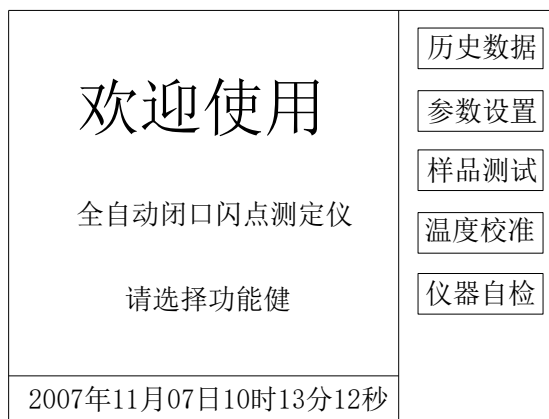 欢迎使用
全自动闭口闪点测定仪
请选择功能健
2007年11月07日10时13分12秒
历史数据
参数设置
样品测试
温度校准
仪器自检